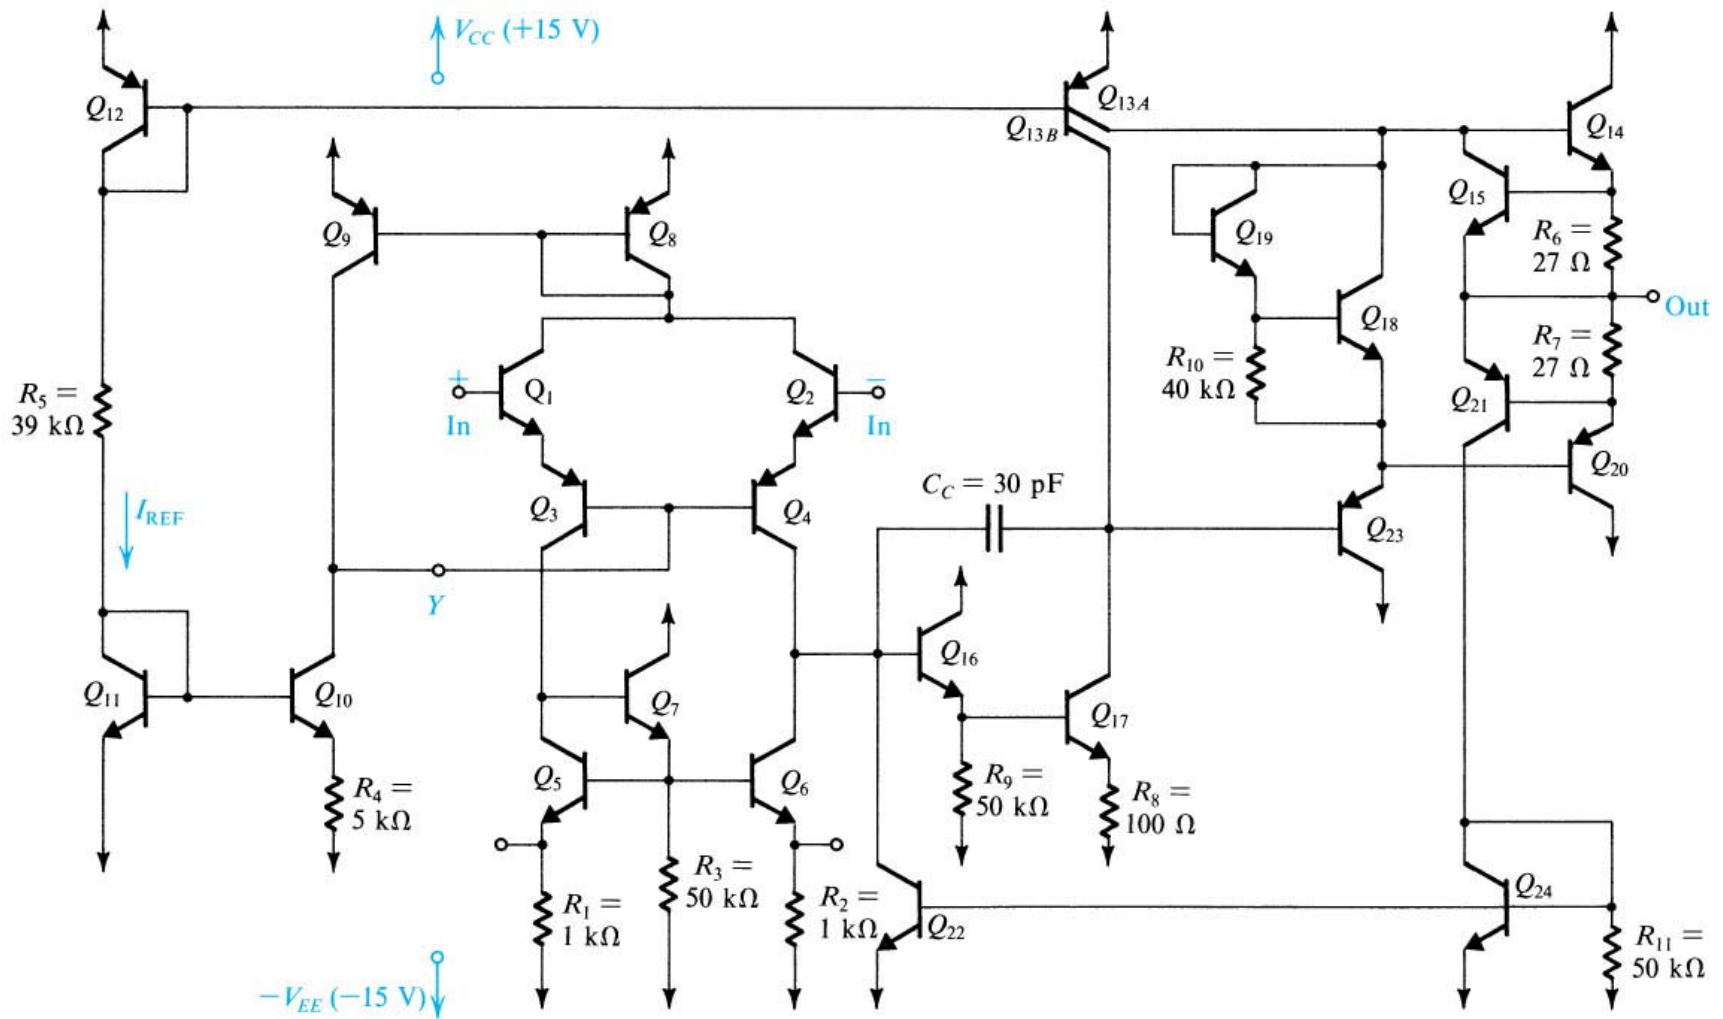 V_CC (+15 V)
Q_12
Q_13A
Q_13B
Q_14
Q_9
Q_8
Q_15
Q_19
R_6 =
27 Ω
Out
Q_18
R_7 =
27 Ω
R_10 =
40 kΩ
R_5 =
39 kΩ
+
In
Q_1
Q_2
−
In
Q_21
Q_20
C_C = 30 pF
I_REF
Q_3
Q_4
Q_23
Y
Q_16
Q_11
Q_10
Q_7
Q_17
R_4 =
5 kΩ
Q_5
Q_6
R_9 =
50 kΩ
R_8 =
100 Ω
R_3 =
50 kΩ
R_1 =
1 kΩ
R_2 =
1 kΩ
Q_22
Q_24
R_11 =
50 kΩ
−V_EE (−15 V)